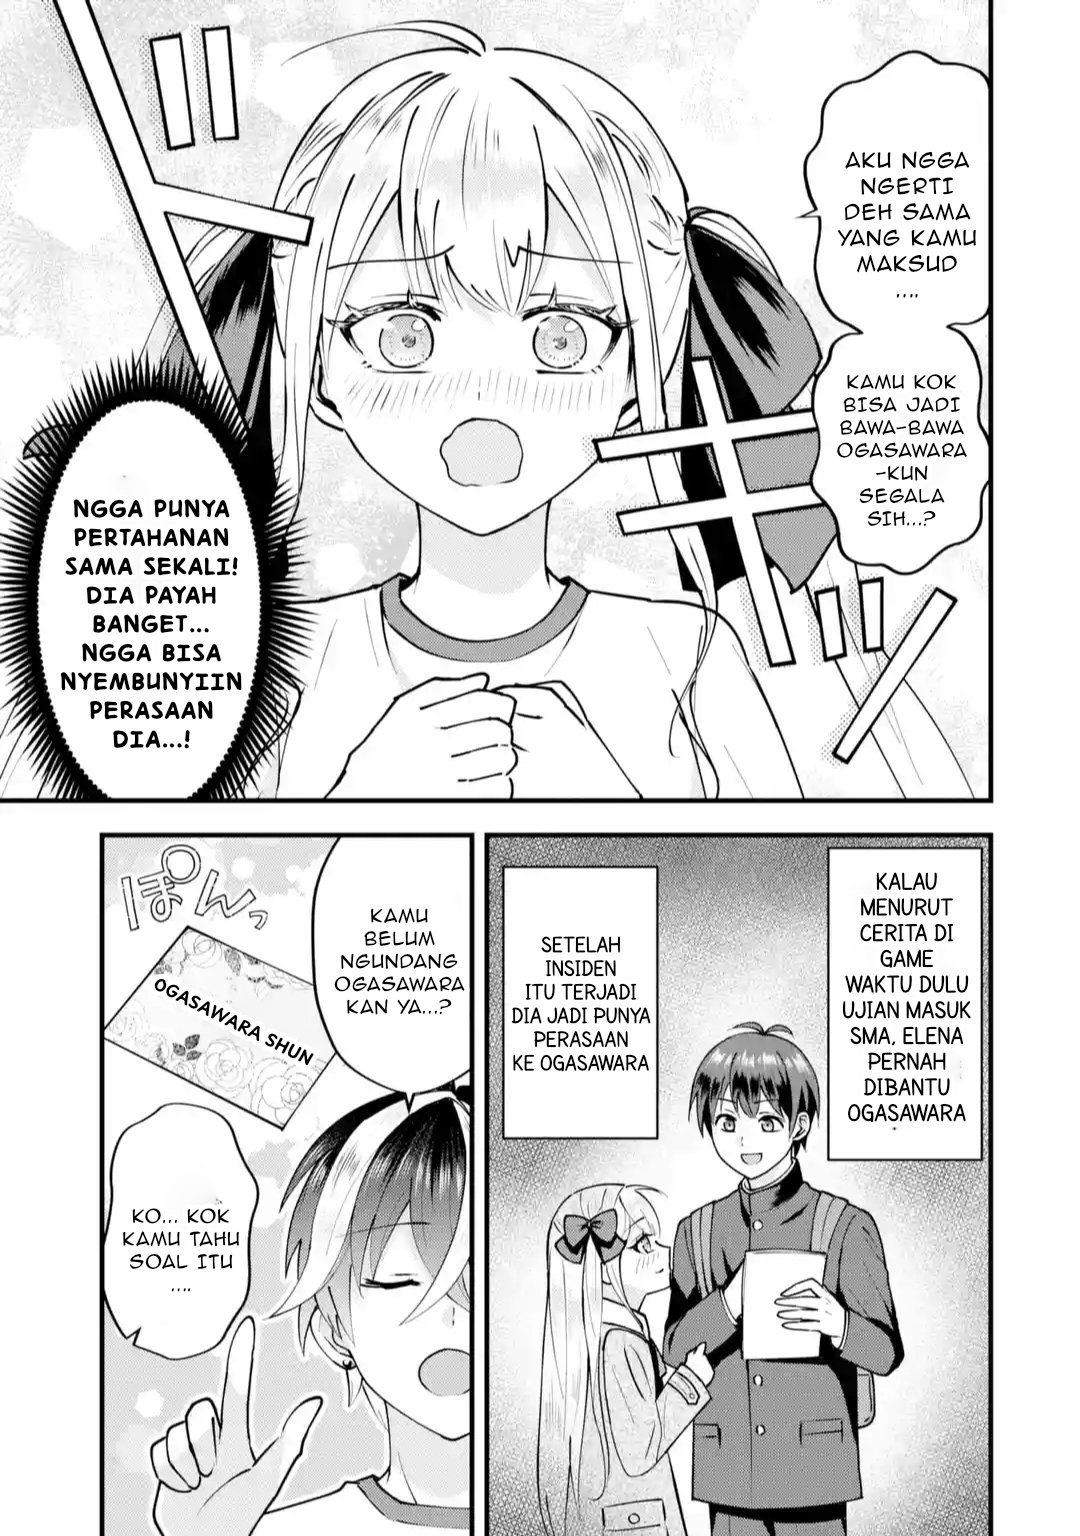 AKU NGGA
NGERTI
DEH SAMA
YANG KAMU
MAKSUD
....
KAMU KOK
BISA JADI
BAWA-BAWA
OGASAWARA
-KUN
SEGALA
SIH...?
NGGA PUNYA
PERTAHANAN
SAMA SEKALI!
DIA PAYAH
BANGET...
NGGA BISA
NYEMBUNYIIN
PERASAAN
DIA...!
KALAU
MENURUT
CERITA DI
GAME
WAKTU DULU
UJIAN MASUK
SMA, ELENA
PERNAH
DIBANTU
OGASAWARA
SETELAH
INSIDEN
ITU TERJADI
DIA JADI PUNYA
PERASAAN
KE OGASAWARA
KAMU
BELUM
NGUNDANG
OGASAWARA
KAN YA...?
ぽんっ
OGASAWARA SHUN
KO... KOK
KAMU TAHU
SOAL ITU
....